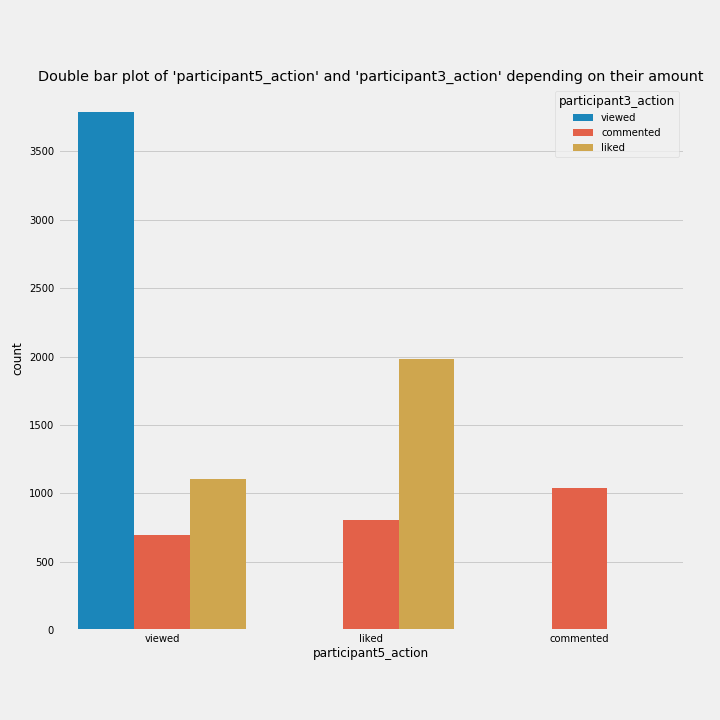 Double bar plot of 'participant5_action' and 'participant3_action' depending on their amount
participant3_action
viewed
commented
liked
3500
3000
2500
2000
1500
1000
500
0
count
viewed liked commented
participant5_action